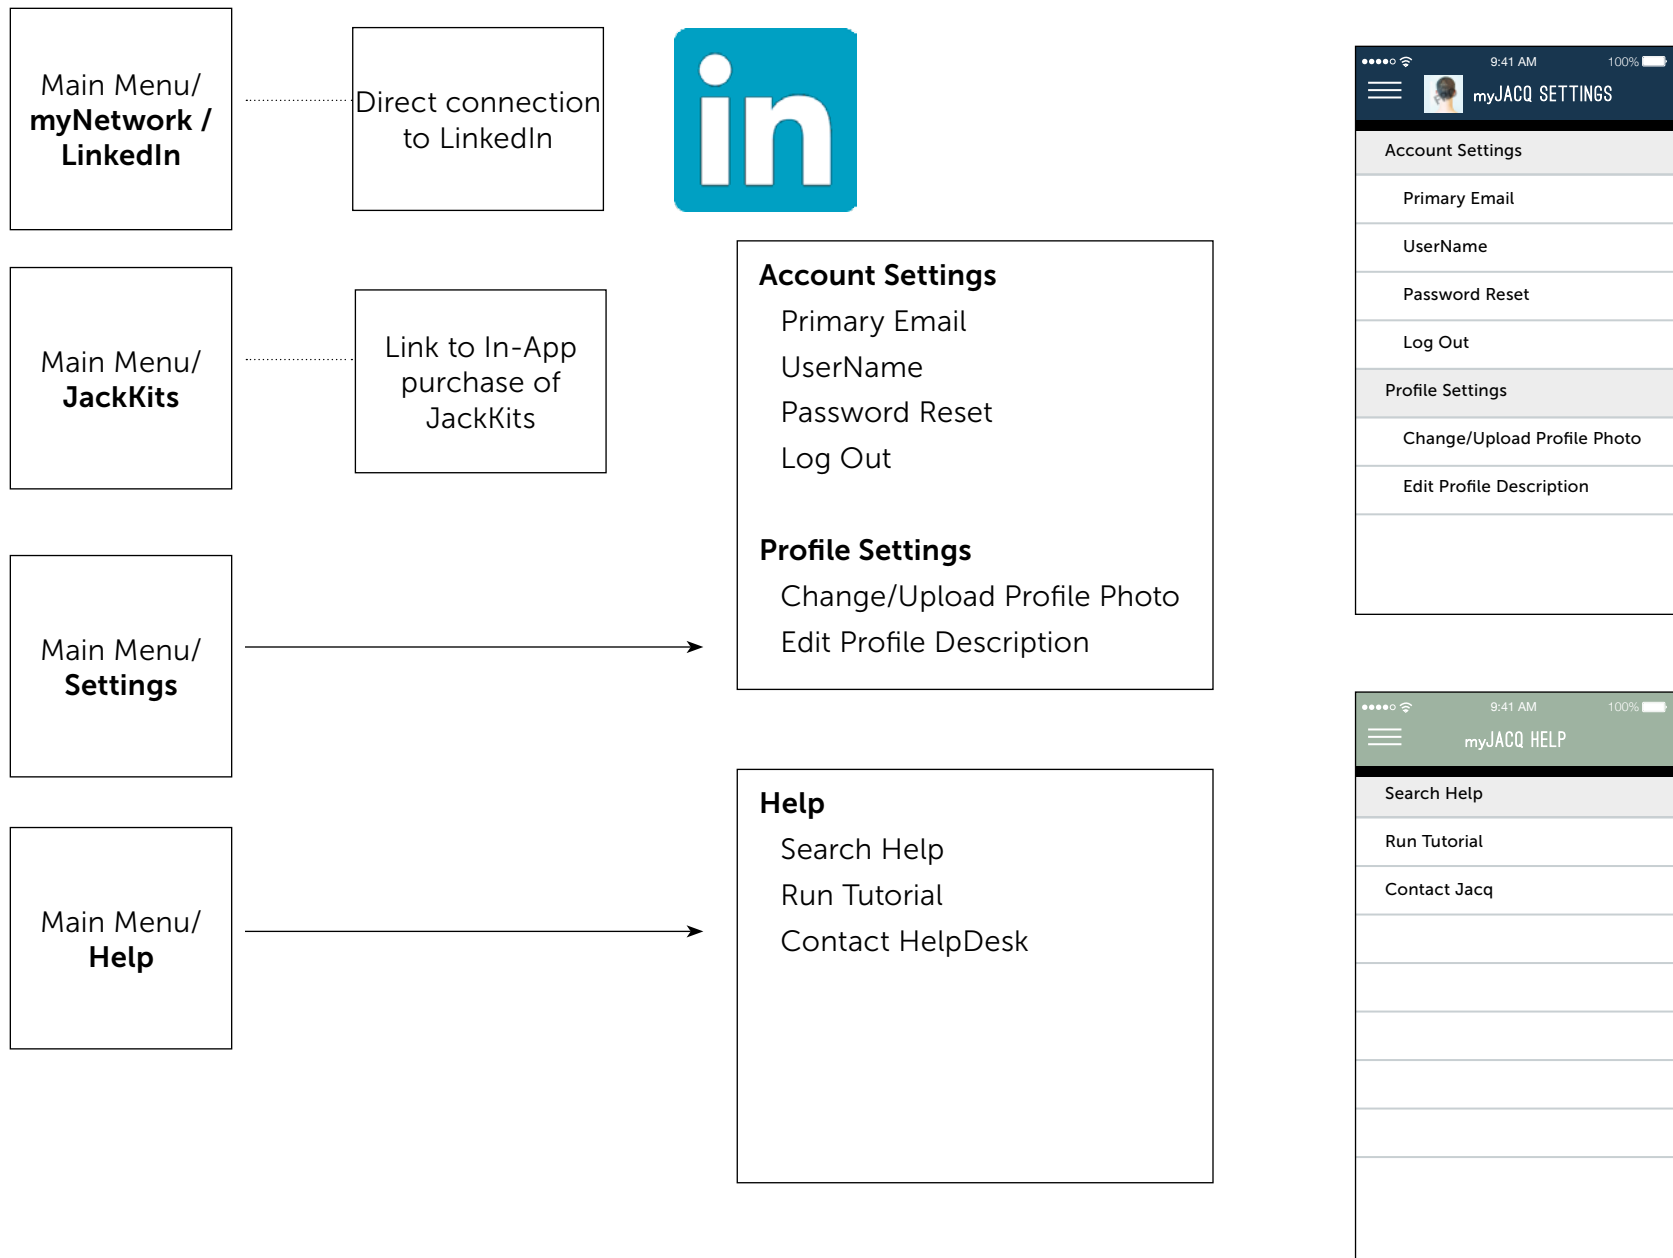 Main Menu/
myNetwork /
LinkedIn
Direct connection
to LinkedIn
in
Main Menu/
JackKits
Link to In-App
purchase of
JackKits
Main Menu/
Settings
Account Settings
Primary Email
UserName
Password Reset
Log Out
Profile Settings
Change/Upload Profile Photo
Edit Profile Description
Main Menu/
Help
Help
Search Help
Run Tutorial
Contact HelpDesk
9:41 AM 100%
myJACQ SETTINGS
Account Settings
Primary Email
UserName
Password Reset
Log Out
Profile Settings
Change/Upload Profile Photo
Edit Profile Description
9:41 AM 100%
myJACQ HELP
Search Help
Run Tutorial
Contact Jacq